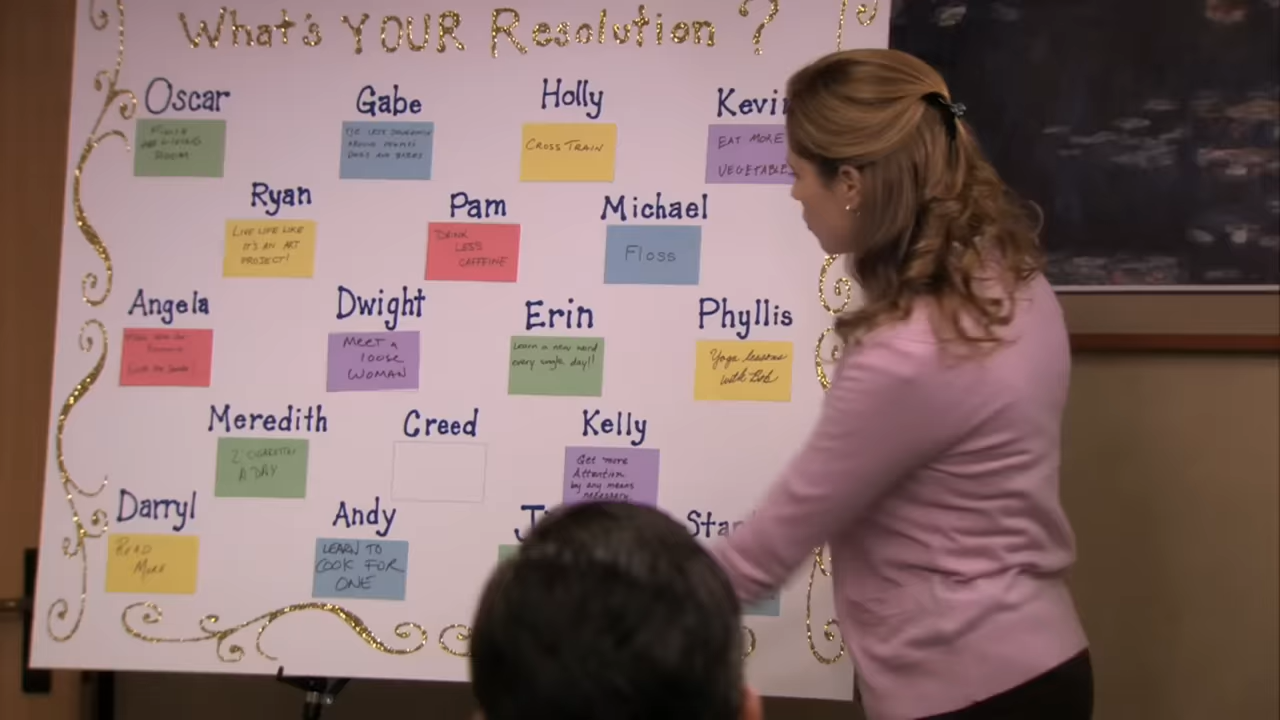 What's YOUR Resolution?
Oscar
Gabe
Holly
CROSS TRAIN
Kevin
EAT MORE
VEGETABLES
Ryan
LIVE LIFE LIKE
IT'S AN ART
PROJECT!
Pam
DRINK
LESS
CAFFEINE
Michael
Floss
Angela
Dwight
MEET A
LOOSE
WOMAN
Erin
Learn a new word
every single day!!
Phyllis
Yoga lessons
with Bob
Meredith
A DAY
Creed
Kelly
Get more
Attention
by any means
necessary
Darryl
READ
MORE
Andy
LEARN TO
COOK FOR
ONE